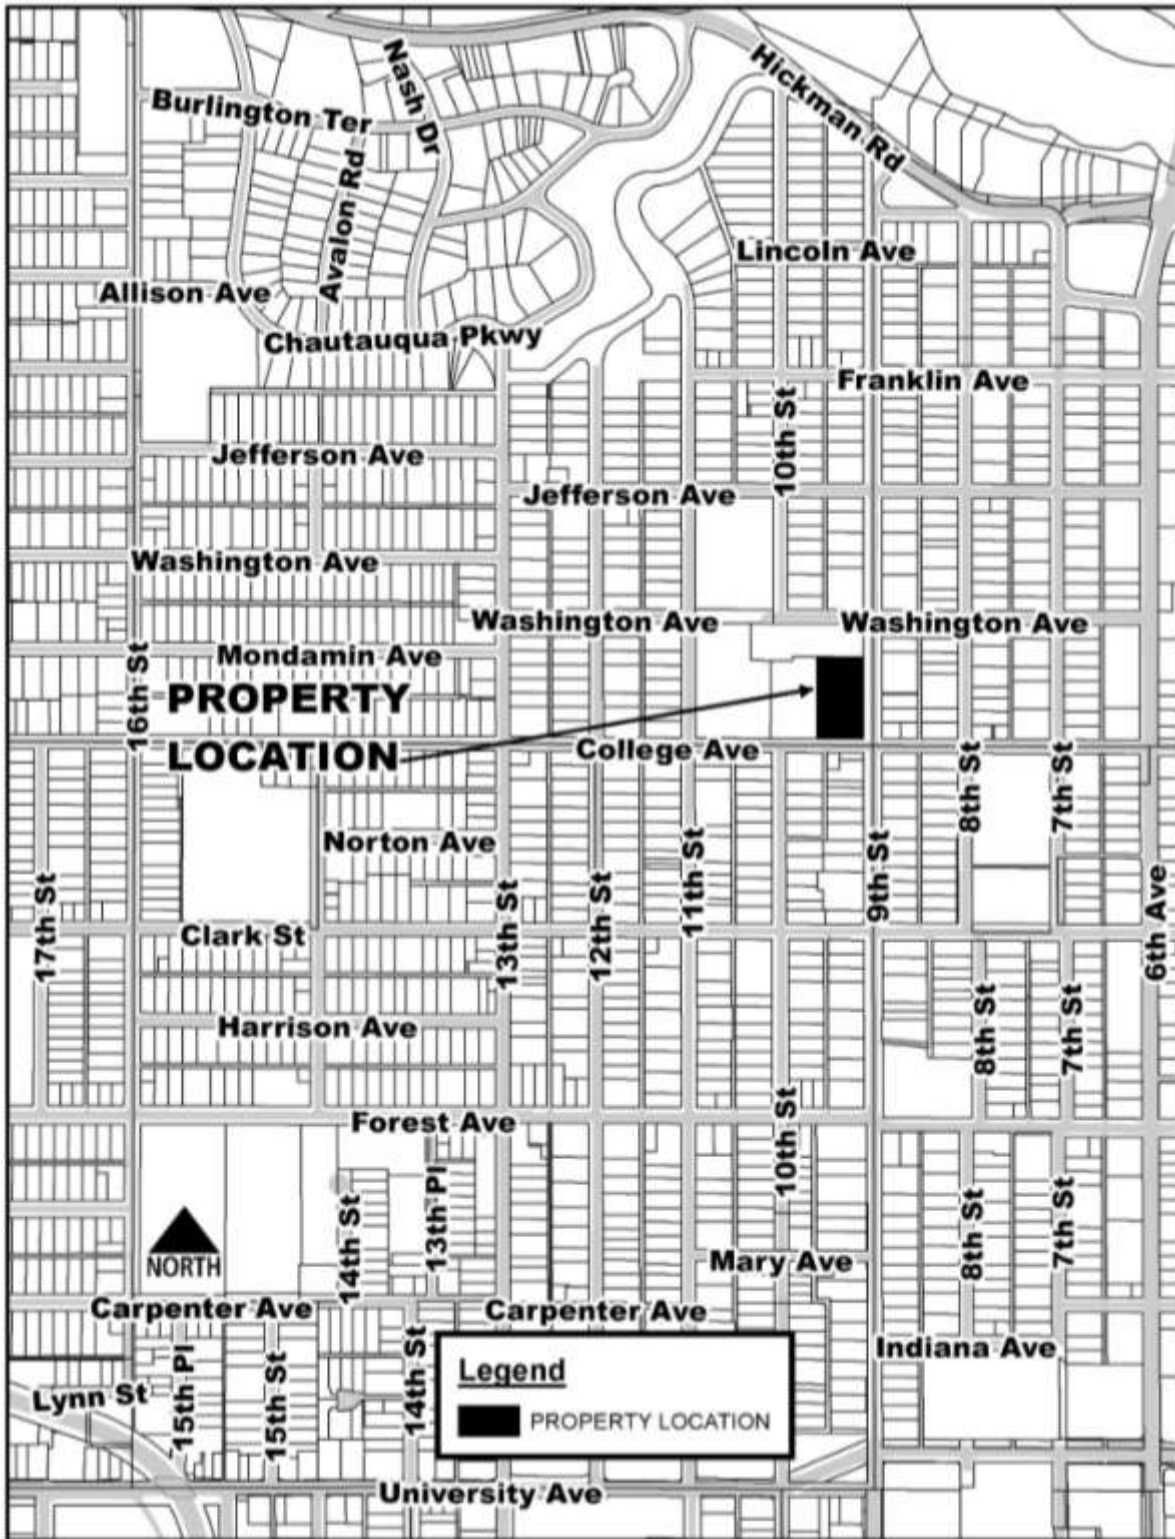 Hickman Rd
Nash Dr
Burlington Ter
Avalon Rd
Lincoln Ave
Allison Ave
Chautauqua Pkwy
Franklin Ave
10th St
Jefferson Ave
Jefferson Ave
Washington Ave
Washington Ave
Washington Ave
Mondamin Ave
16th St
PROPERTY
LOCATION
College Ave
8th St
7th St
Norton Ave
11th St
9th St
17th St
Clark St
13th St
12th St
6th Ave
Harrison Ave
8th St
7th St
Forest Ave
10th St
13th Pl
14th St
8th St
7th St
NORTH
Mary Ave
Carpenter Ave
Carpenter Ave
Indiana Ave
Lynn St
15th Pl
15th St
14th St
Legend
PROPERTY LOCATION
University Ave